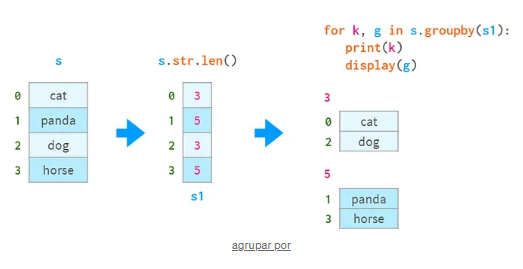 for k, g in s.groupby(s1):
print(k)
display(g)
s
s.str.len()
0 cat
1 panda
2 dog
3 horse
0 3
1 5
2 3
3 5
s1
3
0 cat
2 dog
5
1 panda
3 horse
agrupar por